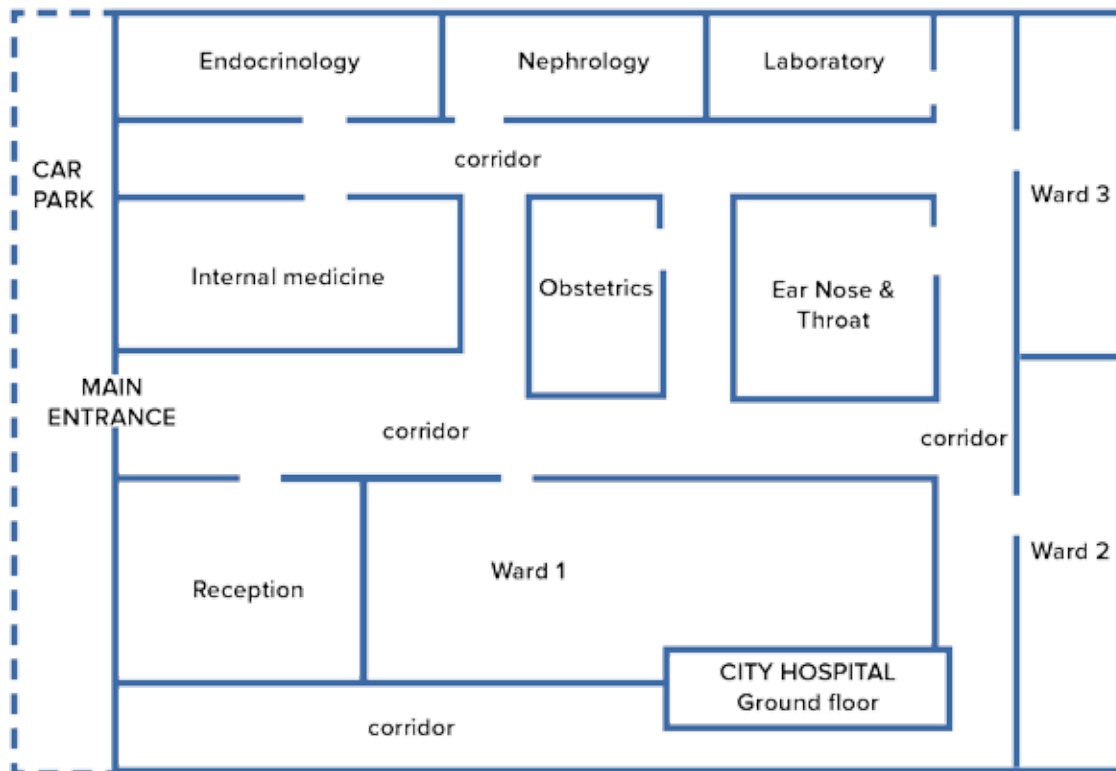 Endocrinology
Nephrology
Laboratory
corridor
CAR
PARK
Ward 3
Internal medicine
Obstetrics
Ear Nose &
Throat
MAIN
ENTRANCE
corridor
corridor
Ward 1
Ward 2
Reception
CITY HOSPITAL
Ground floor
corridor